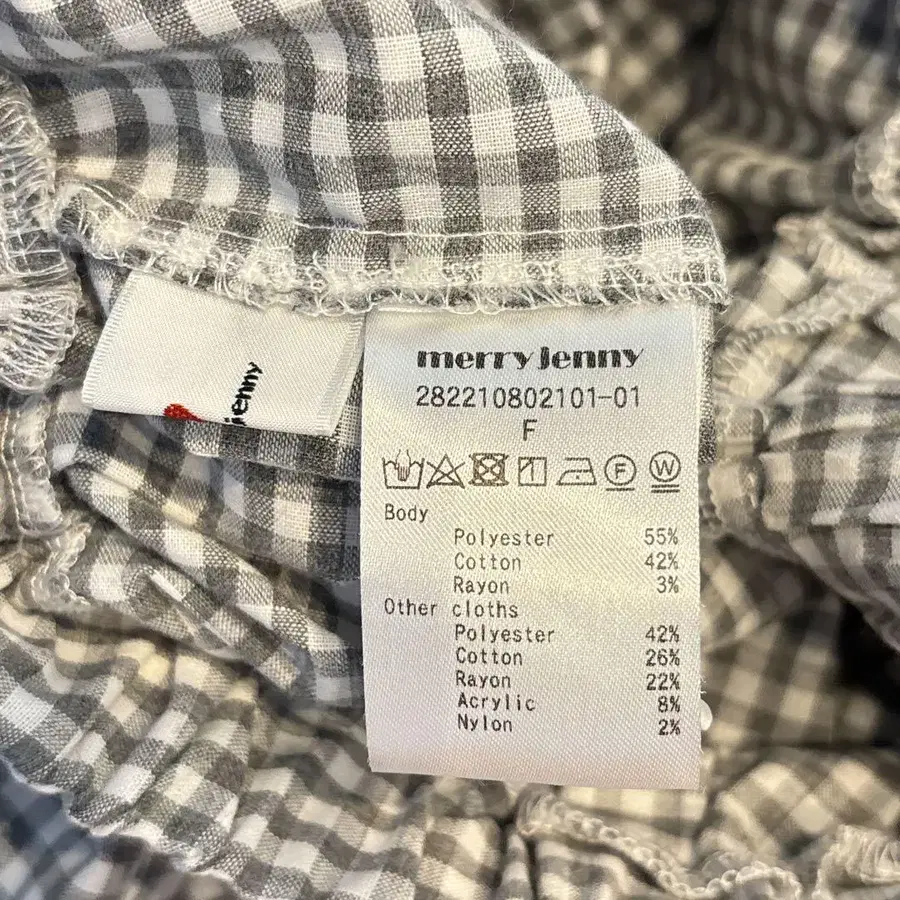 jenny
merry jenny
282210802101-01
F
F W
Body
Polyester 55%
Cotton 42%
Rayon 3%
Other cloths
Polyester 42%
Cotton 26%
Rayon 22%
Acrylic 8%
Nylon 2%